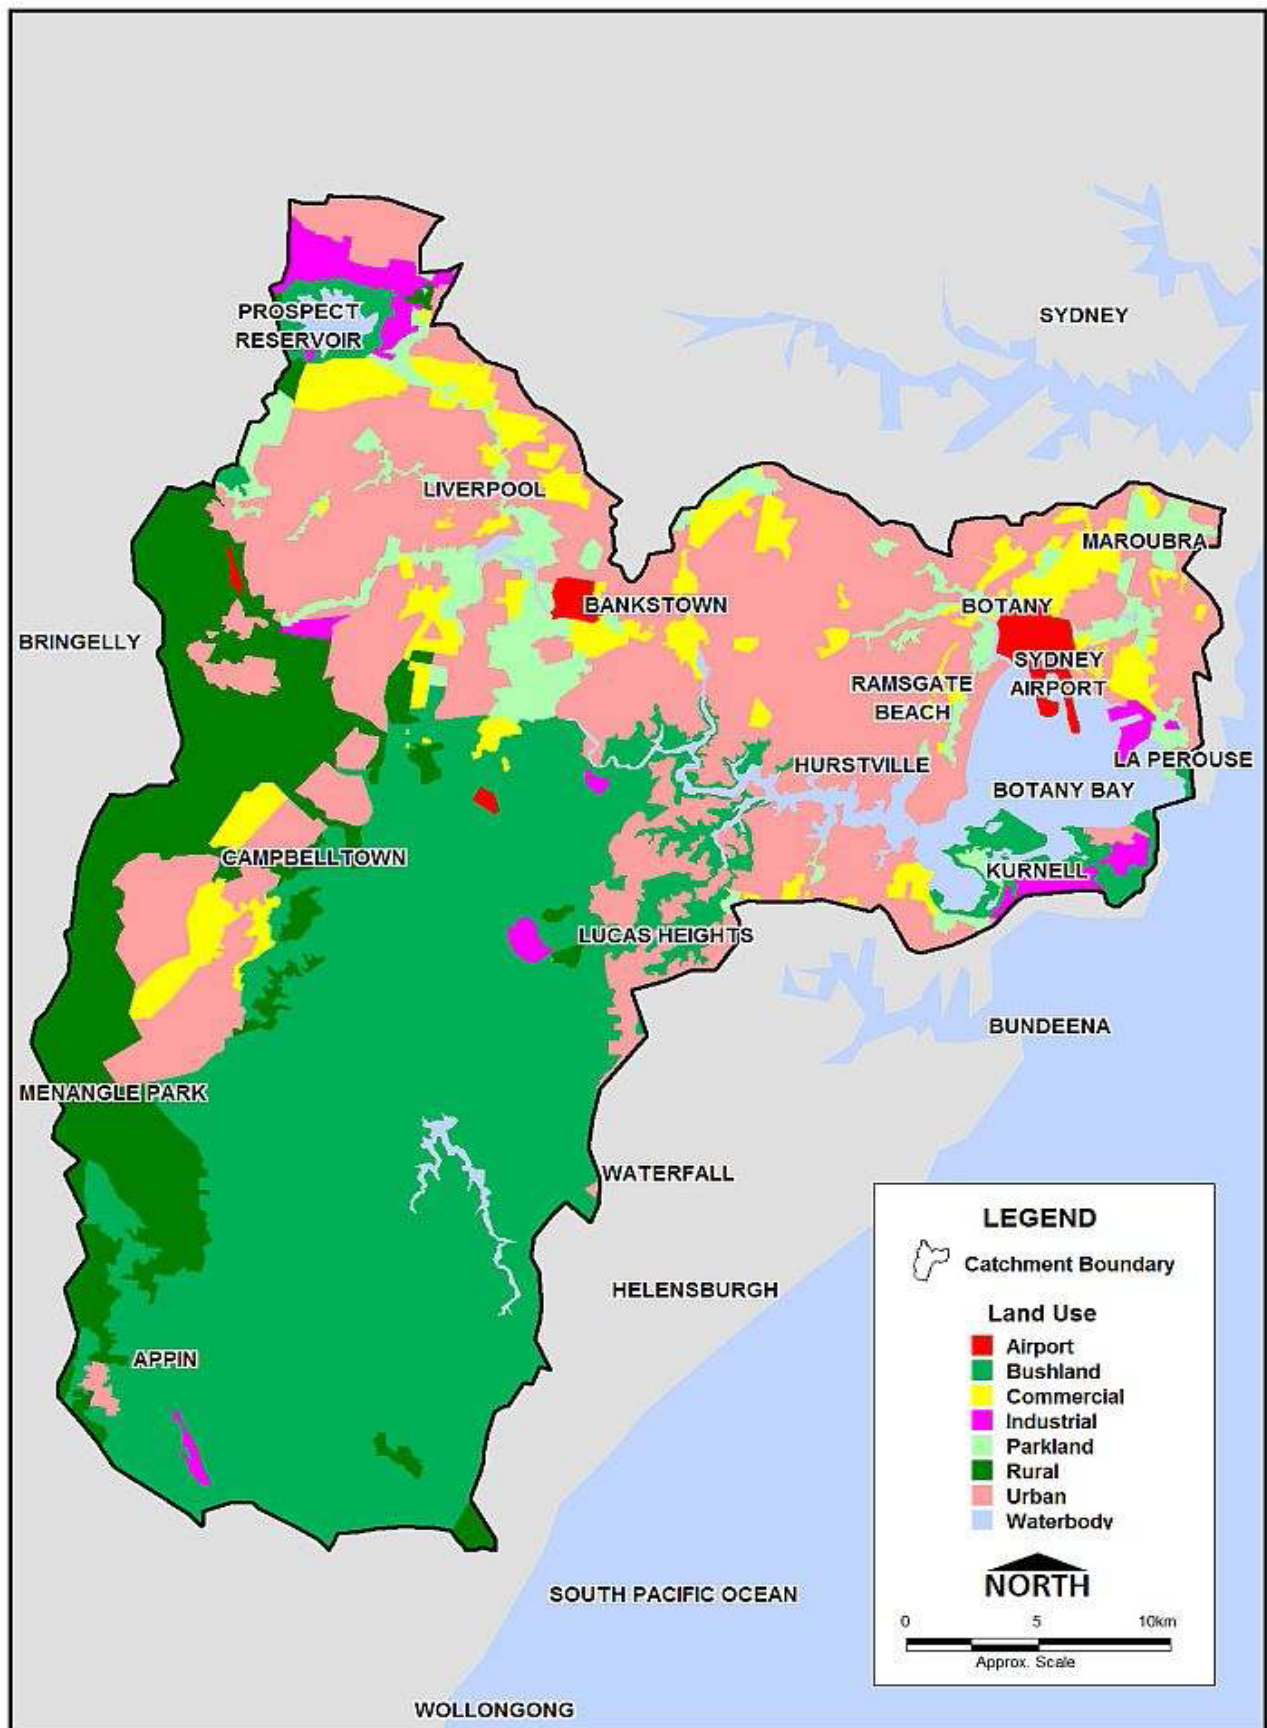 SYDNEY
PROSPECT
RESERVOIR
LIVERPOOL
MAROUBRA
BANKSTOWN
BOTANY
BRINGELLY
SYDNEY
AIRPORT
RAMSGATE
BEACH
HURSTVILLE
LA PEROUSE
BOTANY BAY
CAMPBELLTOWN
KURNELL
LUCAS HEIGHTS
BUNDEENA
MENANGLE PARK
WATERFALL
HELENSBURGH
APPIN
SOUTH PACIFIC OCEAN
WOLLONGONG
LEGEND
Catchment Boundary
Land Use
Airport
Bushland
Commercial
Industrial
Parkland
Rural
Urban
Waterbody
NORTH
0 5 10km
Approx. Scale